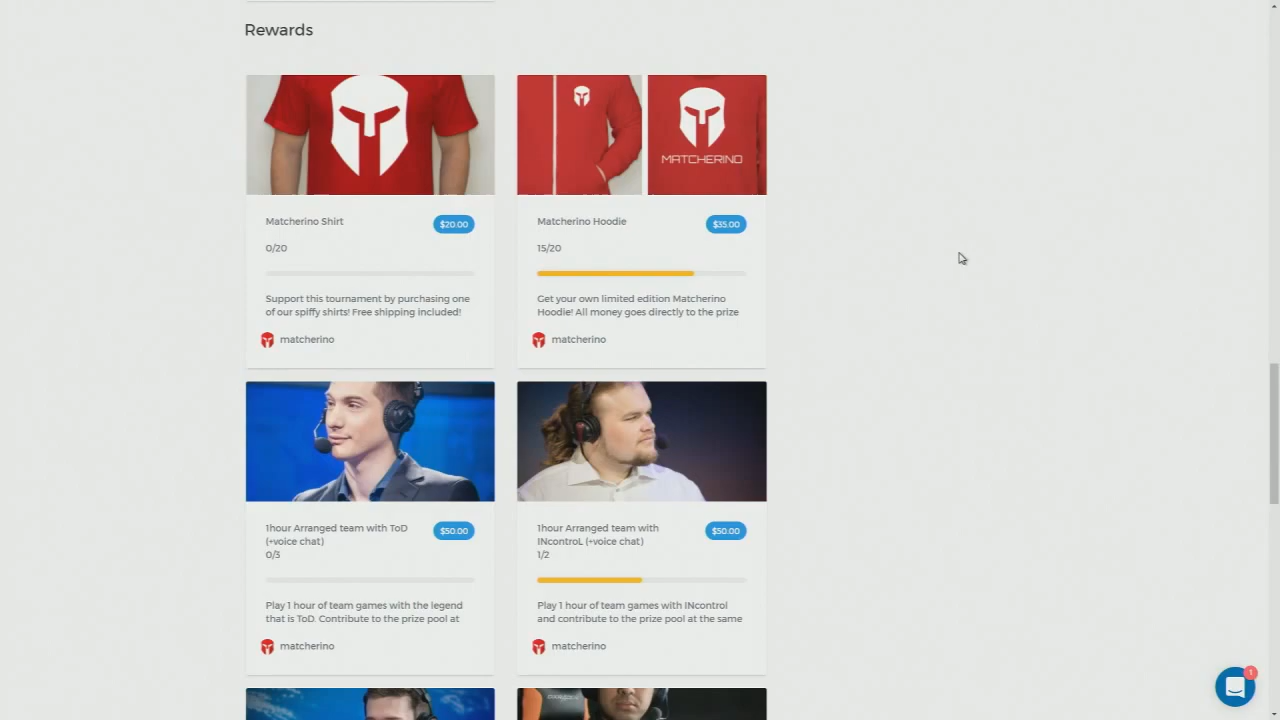 Rewards
MATCHERINO
Matcherino Shirt
$20.00
0/20
Support this tournament by purchasing one
of our spiffy shirts! Free shipping included!
matcherino
Matcherino Hoodie
$35.00
15/20
Get your own limited edition Matcherino
Hoodie! All money goes directly to the prize
matcherino
1hour Arranged team with ToD
(+voice chat)
$50.00
0/3
Play 1 hour of team games with the legend
that is ToD. Contribute to the prize pool at
matcherino
1hour Arranged team with
INcontroL (+voice chat)
$50.00
1/2
Play 1 hour of team games with INcontrol
and contribute to the prize pool at the same
matcherino
1